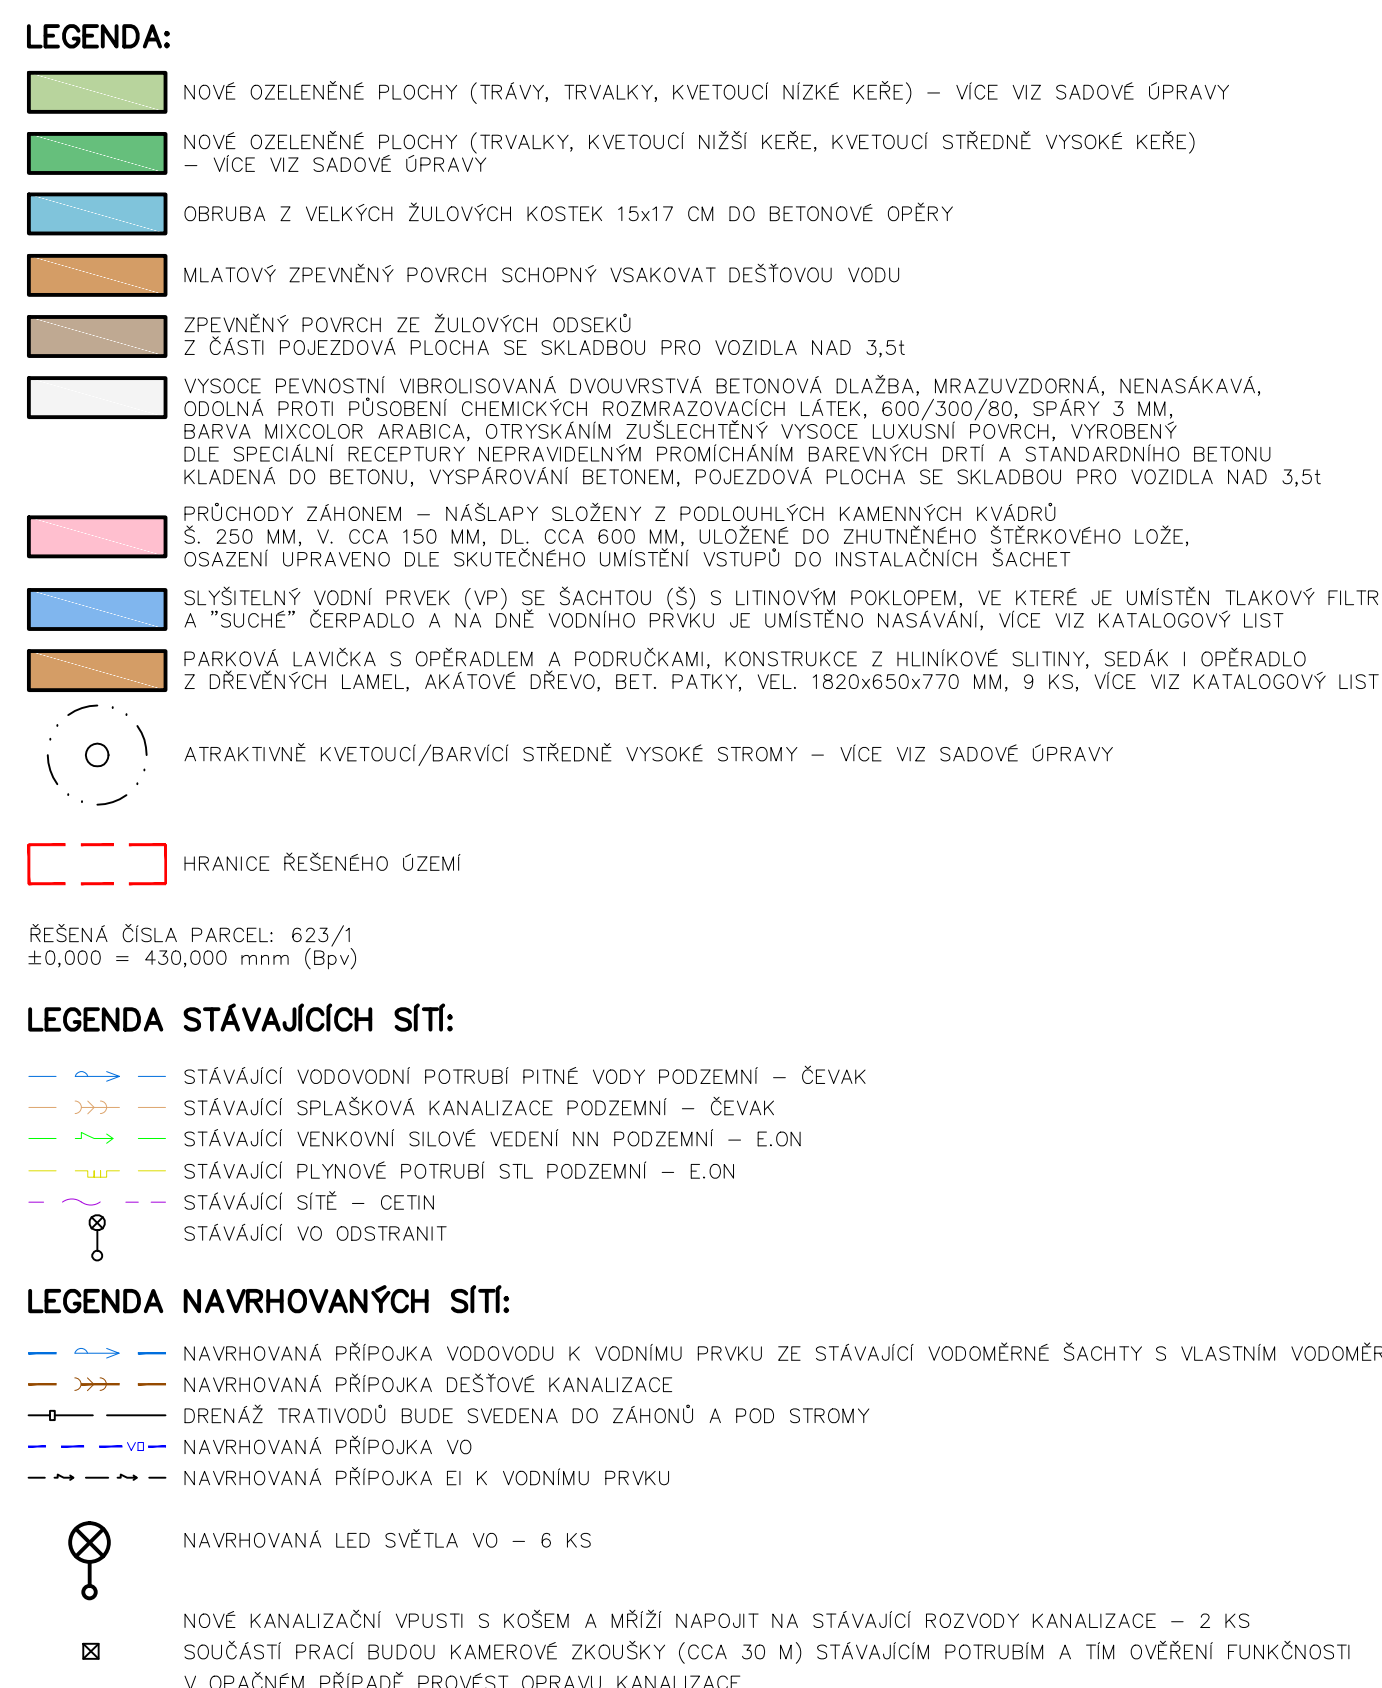 LEGENDA:
NOVÉ OZELENĚNÉ PLOCHY (TRÁVY, TRVALKY, KVETOUCÍ NÍZKÉ KEŘE) – VÍCE VIZ SADOVÉ ÚPRAVY
NOVÉ OZELENĚNÉ PLOCHY (TRVALKY, KVETOUCÍ NIŽŠÍ KEŘE, KVETOUCÍ STŘEDNĚ VYSOKÉ KEŘE)
– VÍCE VIZ SADOVÉ ÚPRAVY
OBRUBA Z VELKÝCH ŽULOVÝCH KOSTEK 15x17 CM DO BETONOVÉ OPĚRY
MLATOVÝ ZPEVNĚNÝ POVRCH SCHOPNÝ VSAKOVAT DEŠŤOVOU VODU
ZPEVNĚNÝ POVRCH ZE ŽULOVÝCH ODSEKŮ
Z ČÁSTI POJEZDOVÁ PLOCHA SE SKLADBOU PRO VOZIDLA NAD 3,5t
VYSOCE PEVNOSTNÍ VIBROLISOVANÁ DVOUVRSTVÁ BETONOVÁ DLAŽBA, MRAZUVZDORNÁ, NENASÁKAVÁ,
ODOLNÁ PROTI PŮSOBENÍ CHEMICKÝCH ROZMRAZOVACÍCH LÁTEK, 600/300/80, SPÁRY 3 MM,
BARVA MIXCOLOR ARABICA, OTRYSKÁNÍM ZUŠLECHTĚNÝ VYSOCE LUXUSNÍ POVRCH, VYROBENÝ
DLE SPECIÁLNÍ RECEPTURY NEPRAVIDELNÝM PROMÍCHÁNÍM BAREVNÝCH DRTÍ A STANDARDNÍHO BETONU
KLADENÁ DO BETONU, VYSPÁROVÁNÍ BETONEM, POJEZDOVÁ PLOCHA SE SKLADBOU PRO VOZIDLA NAD 3,5t
PRŮCHODY ZÁHONEM – NÁŠLAPY SLOŽENY Z PODLOUHLÝCH KAMENNÝCH KVÁDRŮ
Š. 250 MM, V. CCA 150 MM, DL. CCA 600 MM, ULOŽENÉ DO ZHUTNĚNÉHO ŠTĚRKOVÉHO LOŽE,
OSAZENÍ UPRAVENO DLE SKUTEČNÉHO UMÍSTĚNÍ VSTUPŮ DO INSTALAČNÍCH ŠACHET
SLYŠITELNÝ VODNÍ PRVEK (VP) SE ŠACHTOU (Š) S LITINOVÝM POKLOPEM, VE KTERÉ JE UMÍSTĚN TLAKOVÝ FILTR
A "SUCHÉ" ČERPADLO A NA DNĚ VODNÍHO PRVKU JE UMÍSTĚNO NASÁVÁNÍ, VÍCE VIZ KATALOGOVÝ LIST
PARKOVÁ LAVIČKA S OPĚRADLEM A PODRUČKAMI, KONSTRUKCE Z HLINÍKOVÉ SLITINY, SEDÁK I OPĚRADLO
Z DŘEVĚNÝCH LAMEL, AKÁTOVÉ DŘEVO, BET. PATKY, VEL. 1820x650x770 MM, 9 KS, VÍCE VIZ KATALOGOVÝ LIST
ATRAKTIVNĚ KVETOUCÍ/BARVÍCÍ STŘEDNĚ VYSOKÉ STROMY – VÍCE VIZ SADOVÉ ÚPRAVY
HRANICE ŘEŠENÉHO ÚZEMÍ
ŘEŠENÁ ČÍSLA PARCEL: 623/1
±0,000 = 430,000 mnm (Bpv)
LEGENDA STÁVAJÍCÍCH SÍTÍ:
STÁVÁJÍCÍ VODOVODNÍ POTRUBÍ PITNÉ VODY PODZEMNÍ – ČEVAK
STÁVAJÍCÍ SPLAŠKOVÁ KANALIZACE PODZEMNÍ – ČEVAK
STÁVAJÍCÍ VENKOVNÍ SILOVÉ VEDENÍ NN PODZEMNÍ – E.ON
STÁVAJÍCÍ PLYNOVÉ POTRUBÍ STL PODZEMNÍ – E.ON
STÁVÁJÍCÍ SÍTĚ – CETIN
STÁVÁJÍCÍ VO ODSTRANIT
LEGENDA NAVRHOVANÝCH SÍTÍ:
NAVRHOVANÁ PŘÍPOJKA VODOVODU K VODNÍMU PRVKU ZE STÁVAJÍCÍ VODOMĚRNÉ ŠACHTY S VLASTNÍM VODOMĚR
NAVRHOVANÁ PŘÍPOJKA DEŠŤOVÉ KANALIZACE
DRENÁŽ TRATIVODŮ BUDE SVEDENA DO ZÁHONŮ A POD STROMY
NAVRHOVANÁ PŘÍPOJKA VO
NAVRHOVANÁ PŘÍPOJKA El K VODNÍMU PRVKU
NAVRHOVANÁ LED SVĚTLA VO – 6 KS
NOVÉ KANALIZAČNÍ VPUSTI S KOŠEM A MŘÍŽÍ NAPOJIT NA STÁVAJÍCÍ ROZVODY KANALIZACE – 2 KS
SOUČÁSTÍ PRACÍ BUDOU KAMEROVÉ ZKOUŠKY (CCA 30 M) STÁVAJÍCÍM POTRUBÍM A TÍM OVĚŘENÍ FUNKČNOSTI
V OPAČNÉM PŘÍPADĚ PROVÉST OPRAVU KANALIZACE